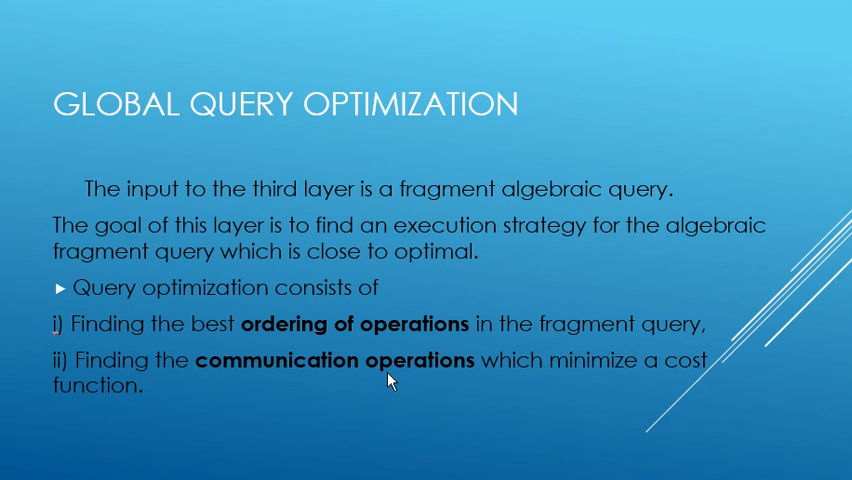 GLOBAL QUERY OPTIMIZATION
The input to the third layer is a fragment algebraic query.
The goal of this layer is to find an execution strategy for the algebraic
fragment query which is close to optimal.
Query optimization consists of
i) Finding the best ordering of operations in the fragment query,
ii) Finding the communication operations which minimize a cost
function.